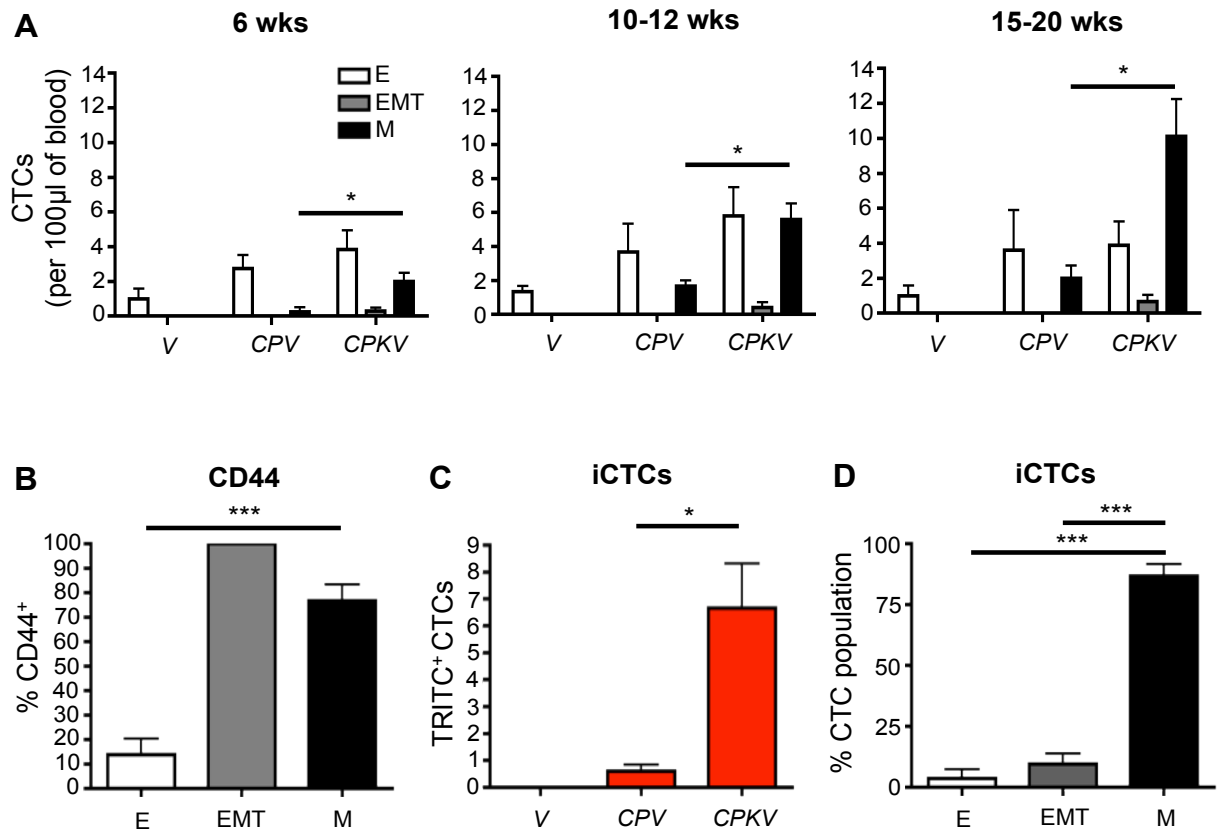 A
6 wks
10-12 wks
15-20 wks
CTCs
(per 100μl of blood)
14
12
10
8
6
4
2
0
E
EMT
M
*
V
CPV
CPKV
14
12
10
8
6
4
2
0
*
V
CPV
CPKV
14
12
10
8
6
4
2
0
*
V
CPV
CPKV
B
CD44
***
% CD44+
100
90
80
70
60
50
40
30
20
10
0
E
EMT
M
C
iCTCs
*
TRITC+ CTCs
9
8
7
6
5
4
3
2
1
0
V
CPV
CPKV
D
iCTCs
***
***
% CTC population
100
75
50
25
0
E
EMT
M